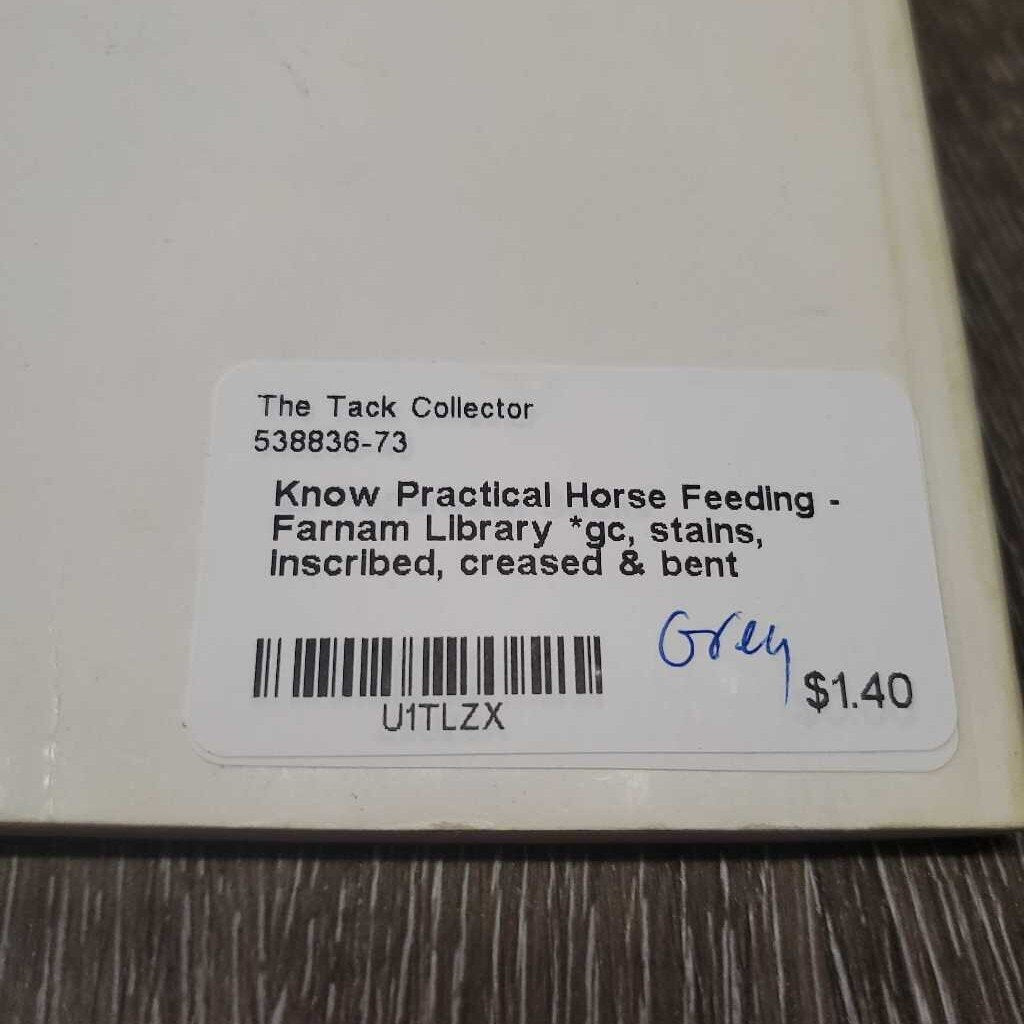 The Tack Collector
538836-73
Know Practical Horse Feeding -
Farnam Library *gc, stains,
inscribed, creased & bent
Grey
$1.40
U1TLZX